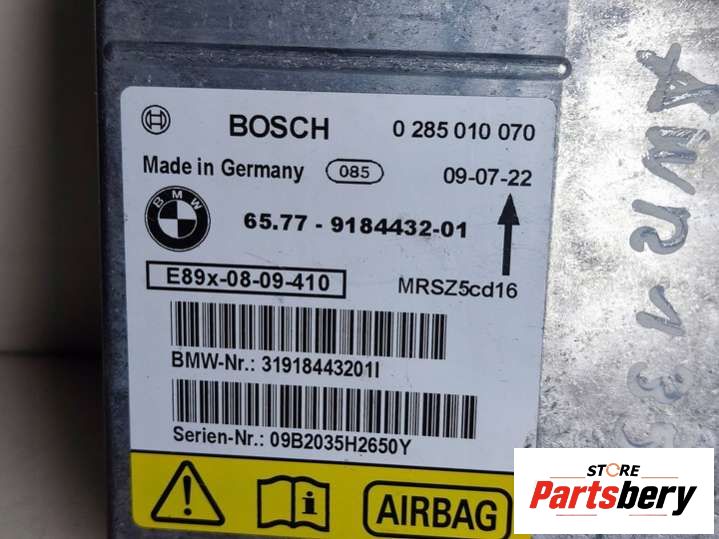 BOSCH 0 285 010 070
Made in Germany 085 09-07-22
BMW 65.77 - 9184432-01
E89x-08-09-410 MRSZ5cd16
BMW-Nr.: 31918443201I
Serien-Nr.: 09B2035H2650Y
i AIRBAG
STORE
Partsbery